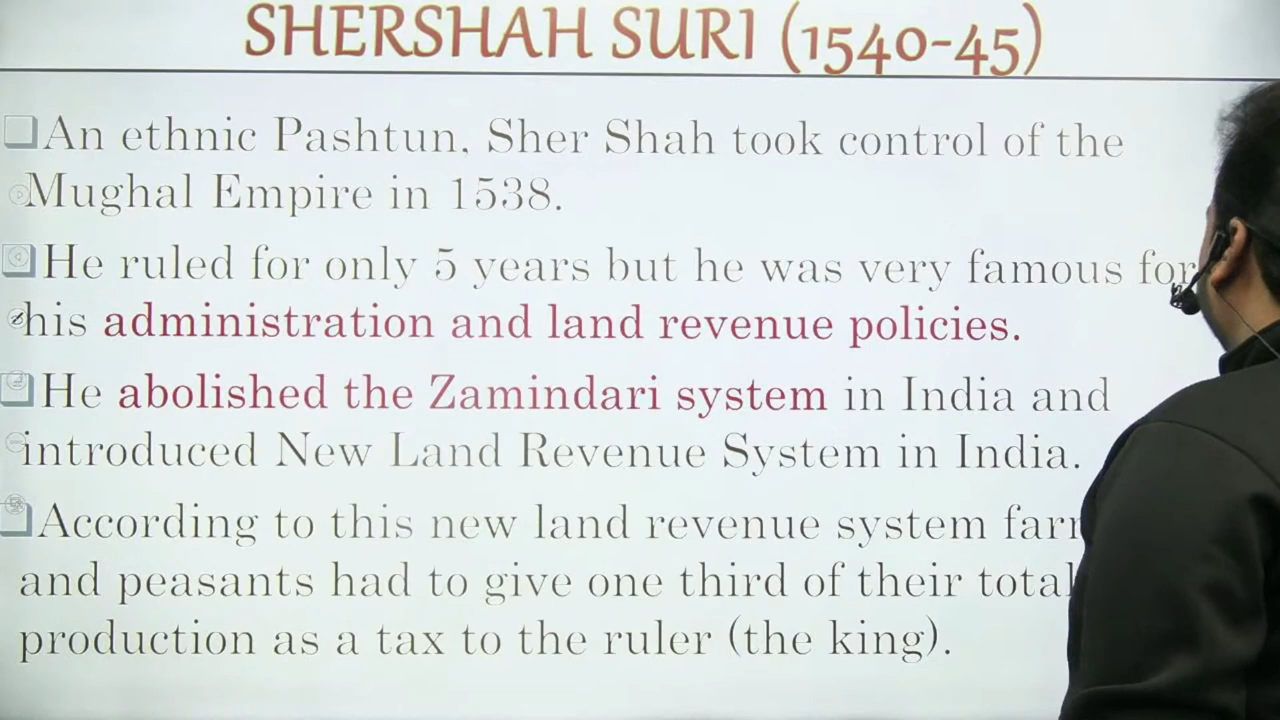 SHERSHAH SURI (1540-45)
An ethnic Pashtun, Sher Shah took control of the
Mughal Empire in 1538.
He ruled for only 5 years but he was very famous for
his administration and land revenue policies.
He abolished the Zamindari system in India and
introduced New Land Revenue System in India.
According to this new land revenue system
and peasants had to give one third of their total
production as a tax to the ruler (the king).